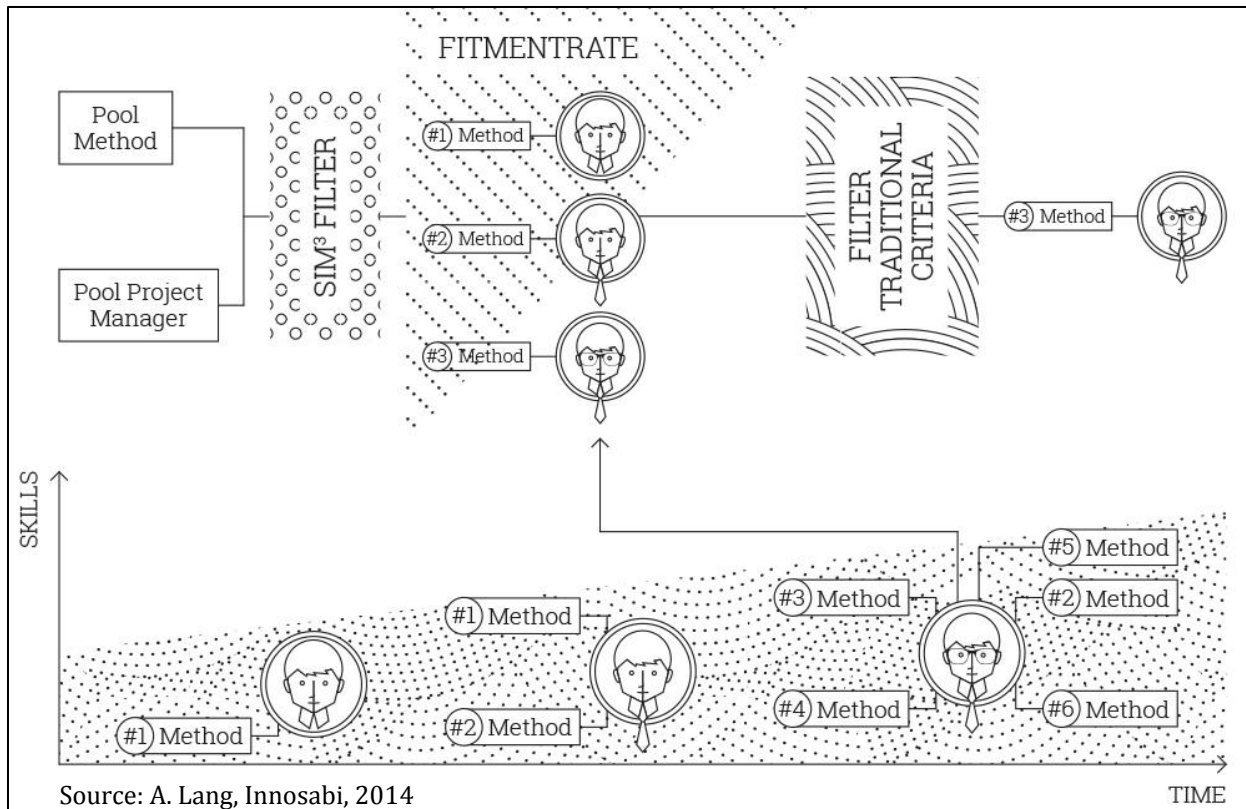 FITMENTRATE
Pool
Method
Pool Project
Manager
SIM³ FILTER
#1 Method
#2 Method
#3 Method
FILTER
TRADITIONAL
CRITERIA
#3 Method
SKILLS
#1 Method
#1 Method
#2 Method
#3 Method
#4 Method
#5 Method
#2 Method
#6 Method
Source: A. Lang, Innosabi, 2014
TIME